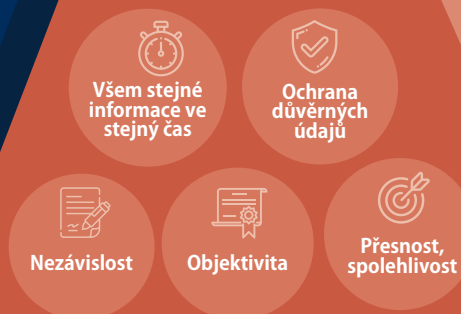 Všem stejné
informace ve
stejný čas
Ochrana
důvěrných
údajů
Nezávislost
Objektivita
Přesnost,
spolehlivost